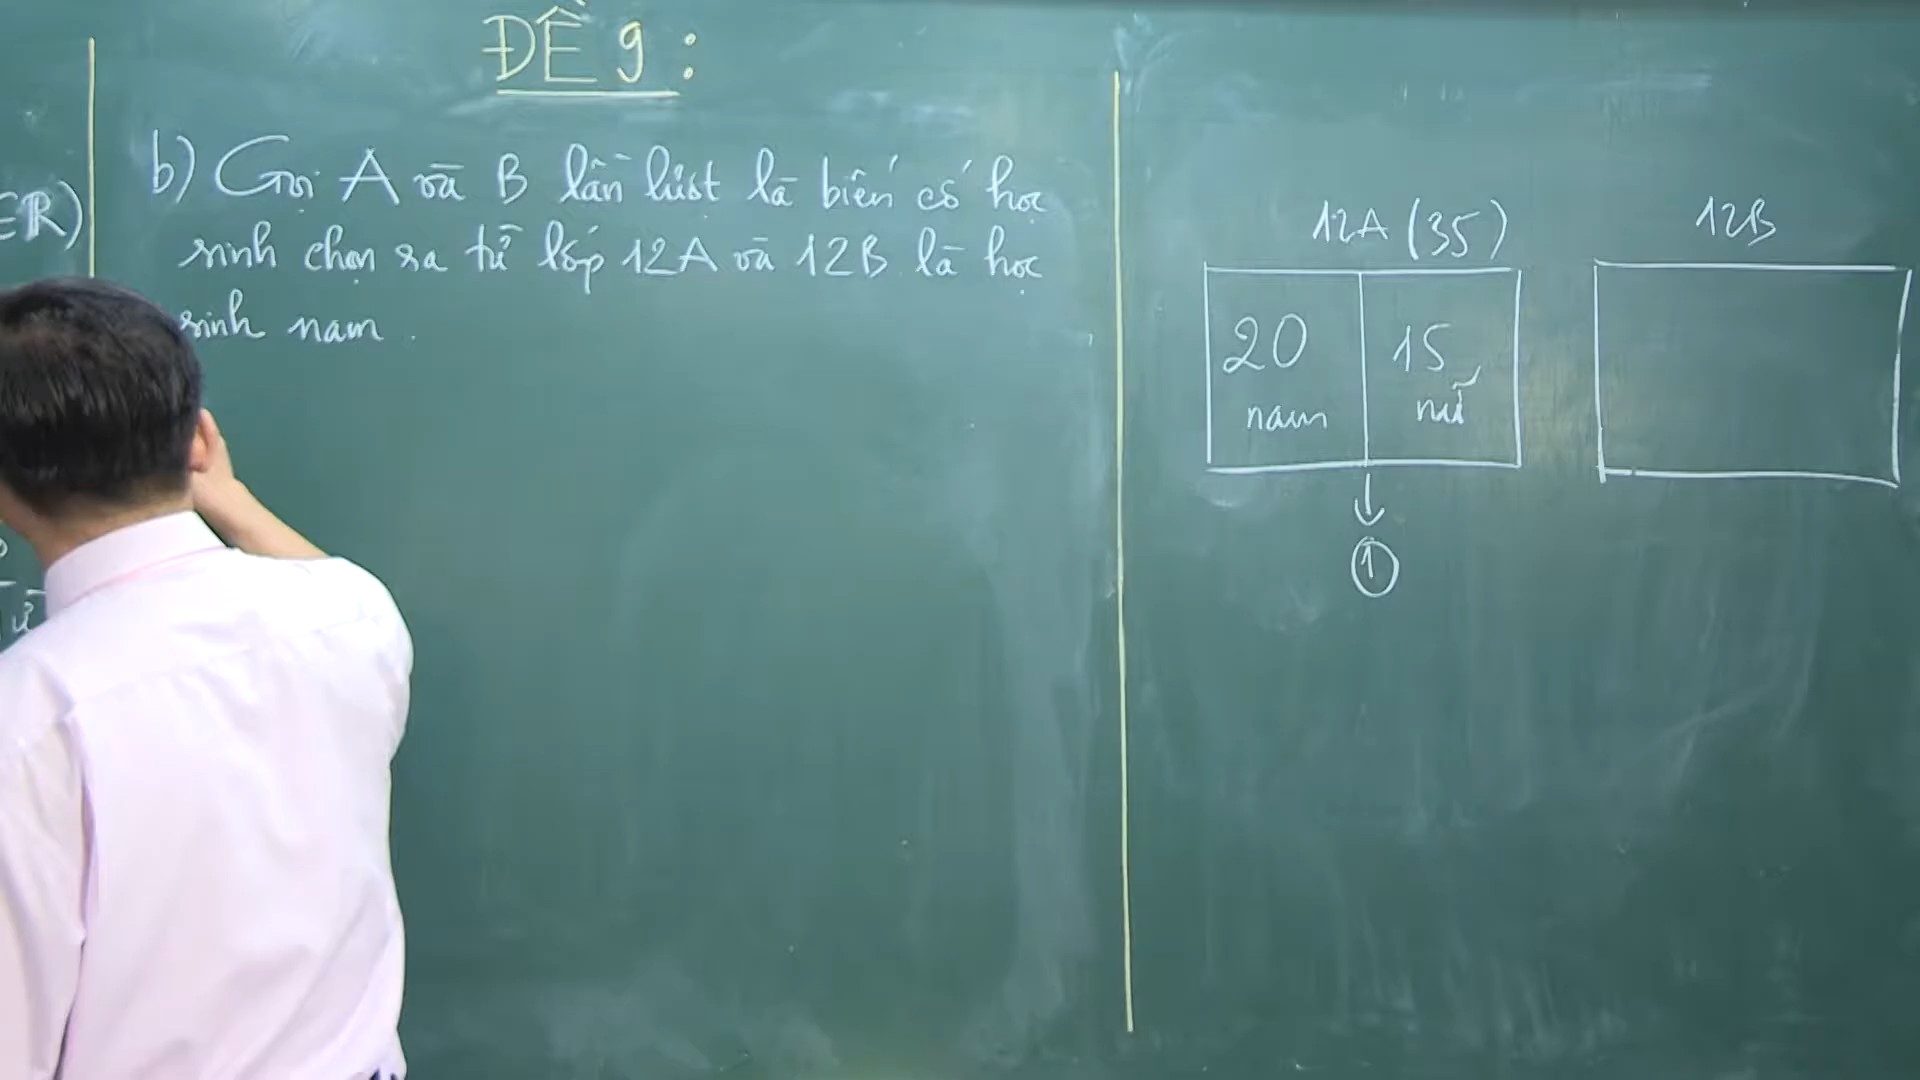 ĐỀ 9:
b) Gọi A và B lần lượt là biến cố học
sinh chọn ra từ lớp 12A và 12B là học
sinh nam.
∈ℝ)
12A (35)
12B
20
nam
15
nữ
↓
①